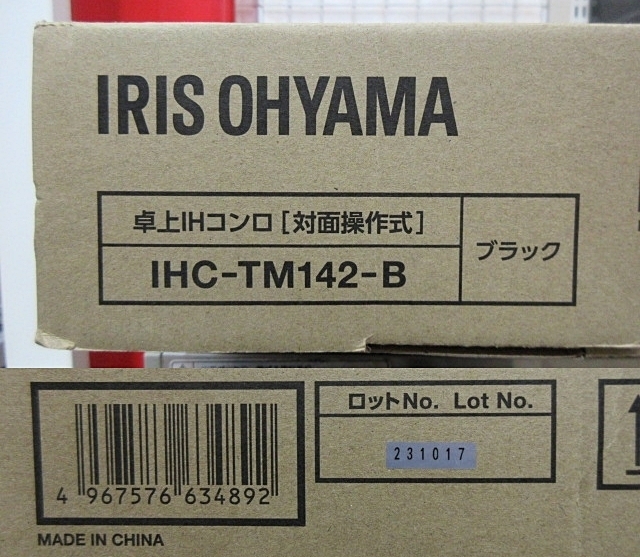 IRIS OHYAMA
卓上IHコンロ [対面操作式]
IHC-TM142-B
ブラック
ロットNo. Lot No.
231017
4 967576 634892
MADE IN CHINA